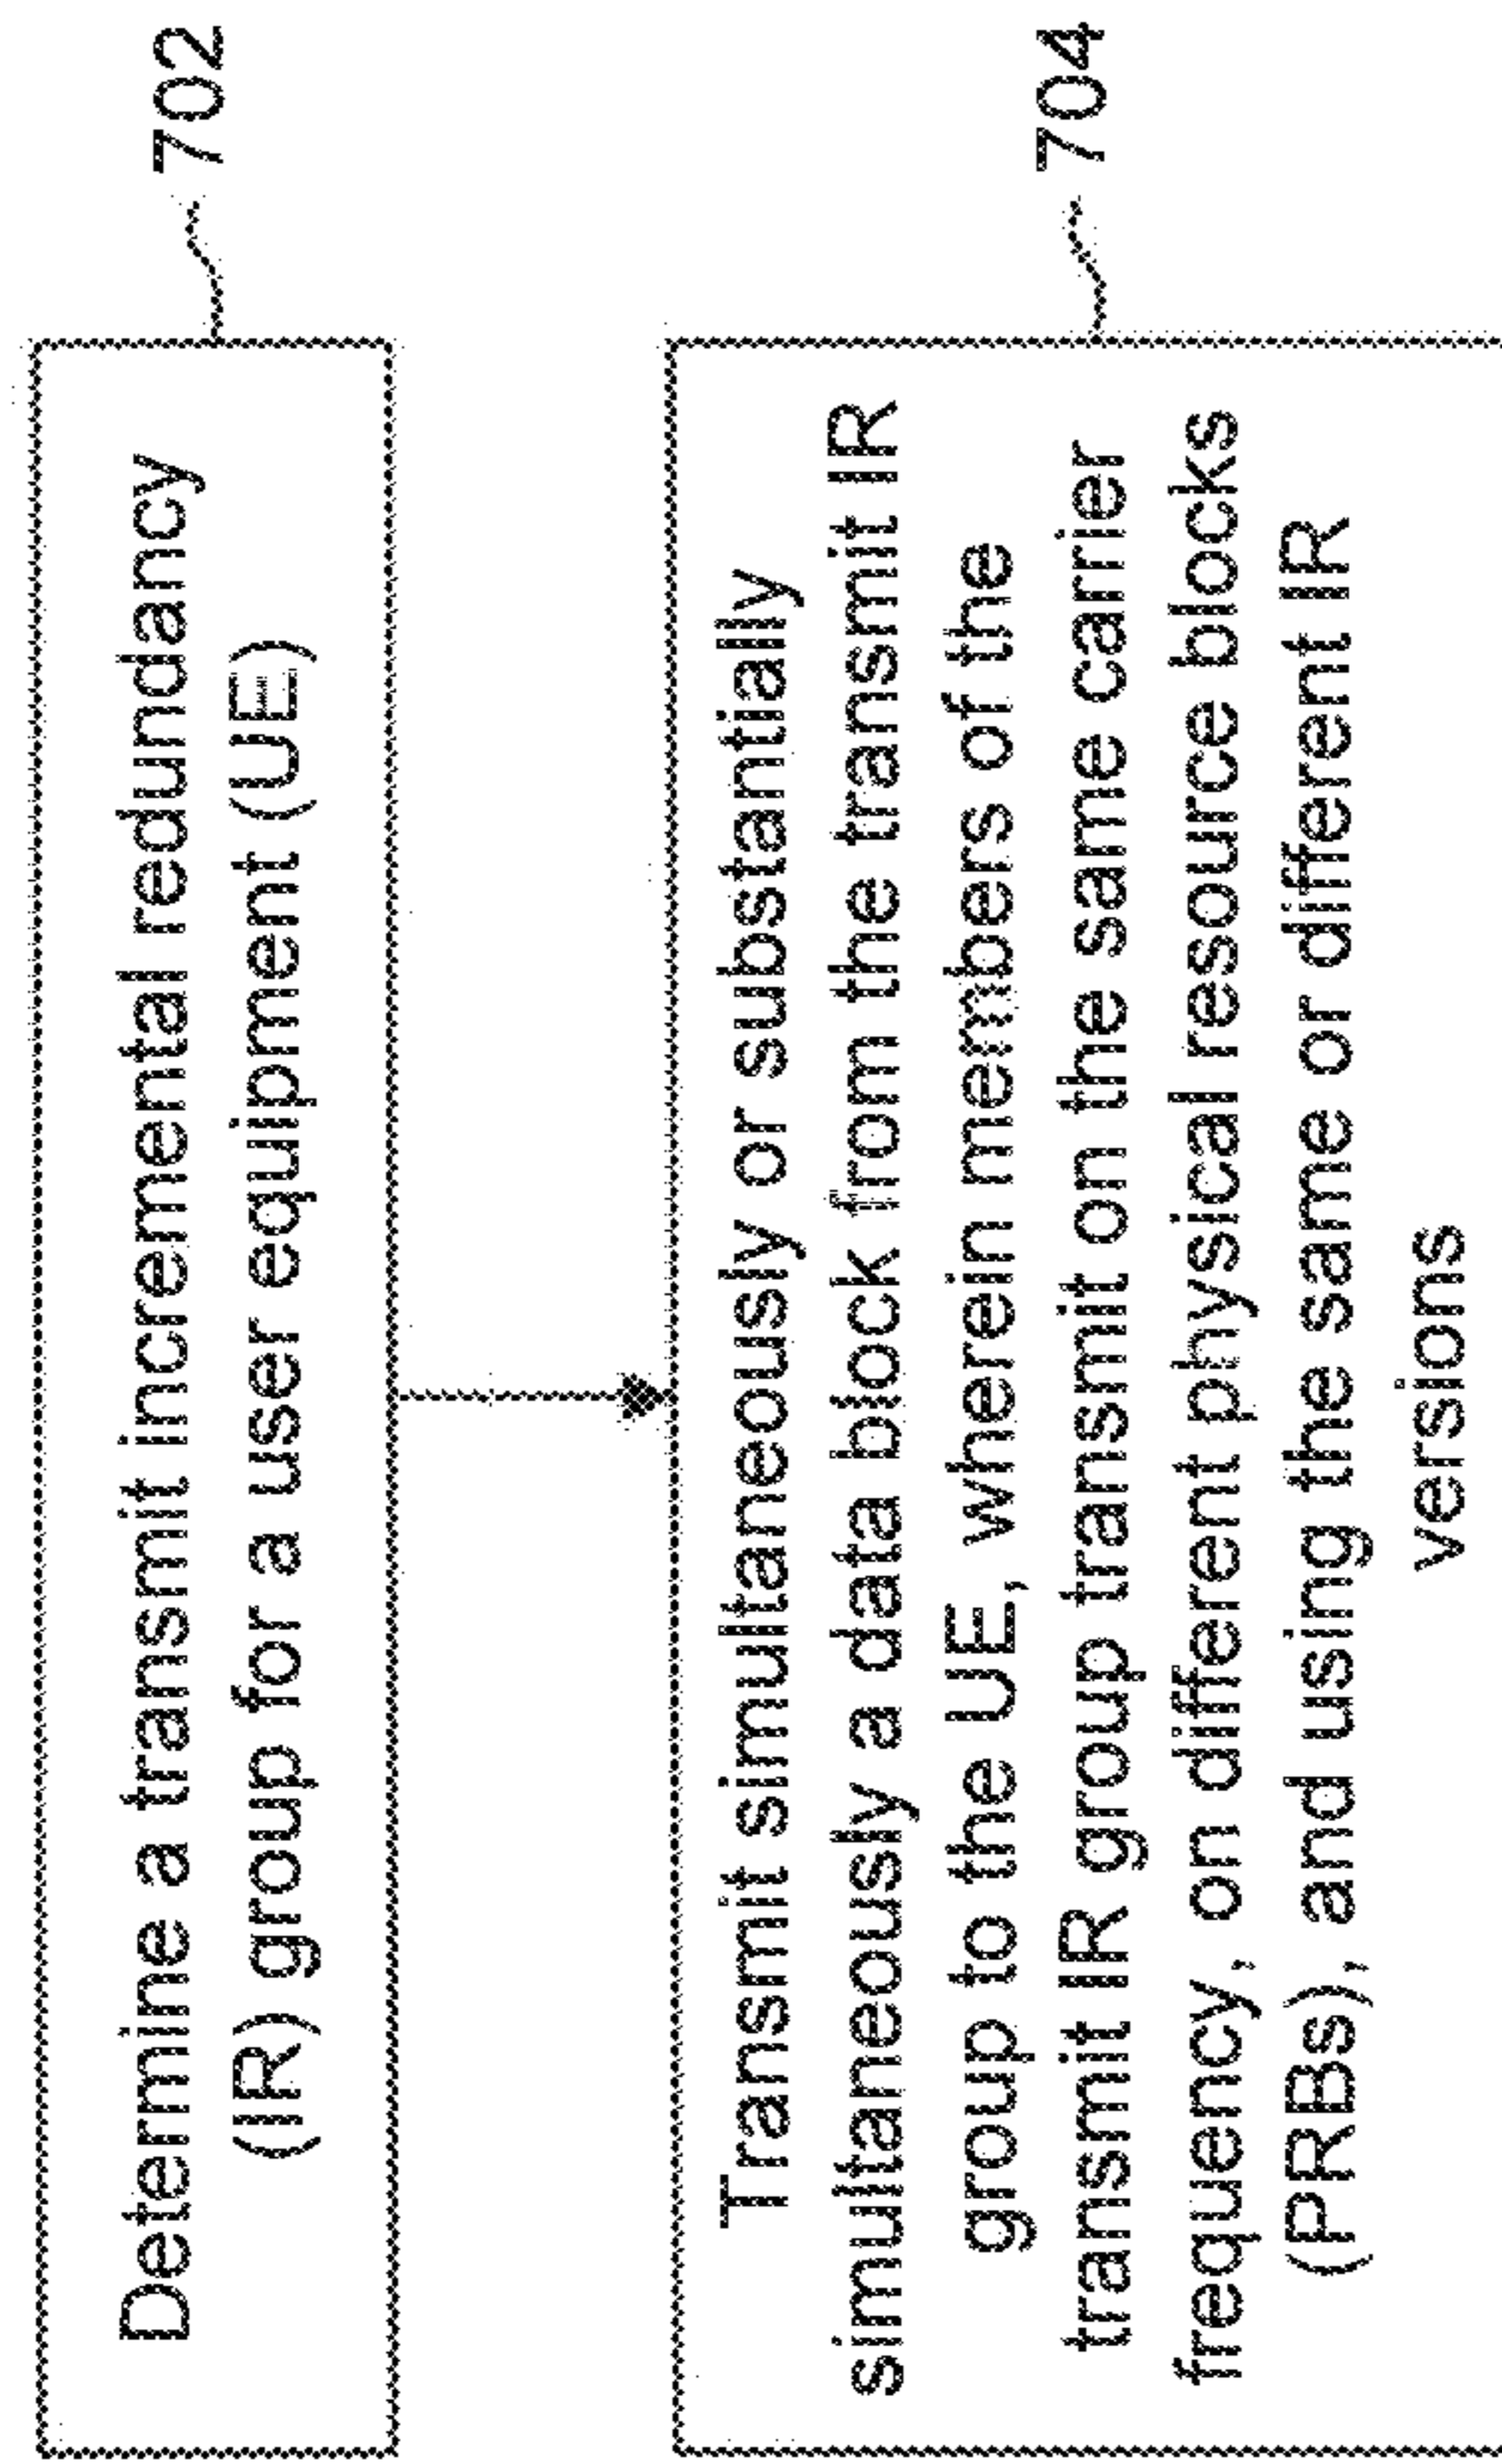 Determine a transmit incremental redundancy
(IR) group for a user equipment (UE)
702
Transmit simultaneously or substantially
simultaneously a data block from the transmit IR
group to the UE, wherein members of the
transmit IR group transmit on the same carrier
frequency, on different physical resource blocks
(PRBs), and using the same or different IR
versions
704